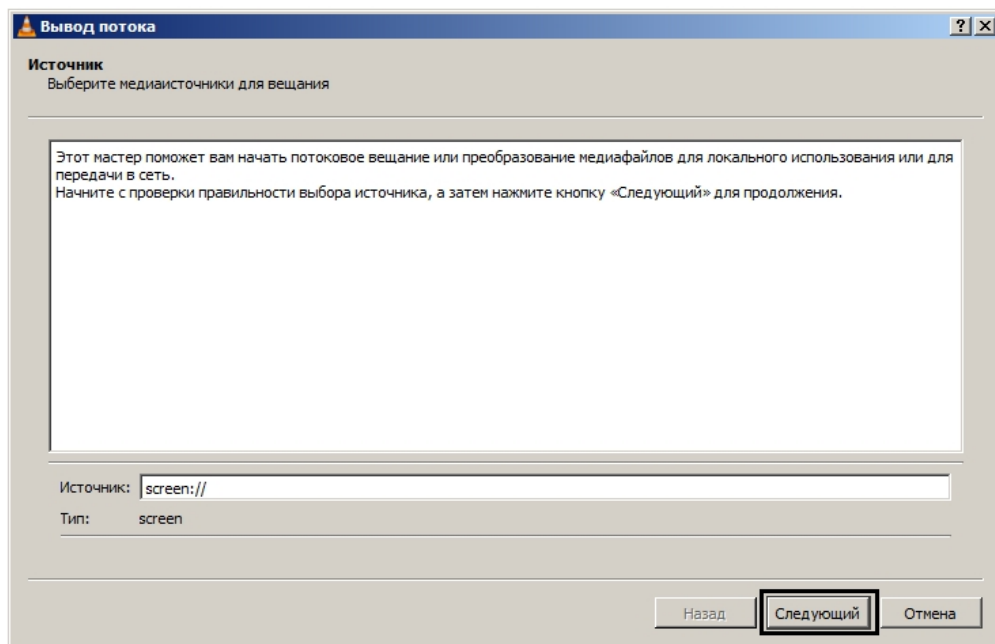 Вывод потока
Источник
Выберите медиаисточники для вещания
Этот мастер поможет вам начать потоковое вещание или преобразование медиафайлов для локального использования или для
передачи в сеть.
Начните с проверки правильности выбора источника, а затем нажмите кнопку «Следующий» для продолжения.
Источник: screen://
Тип: screen
Назад Следующий Отмена